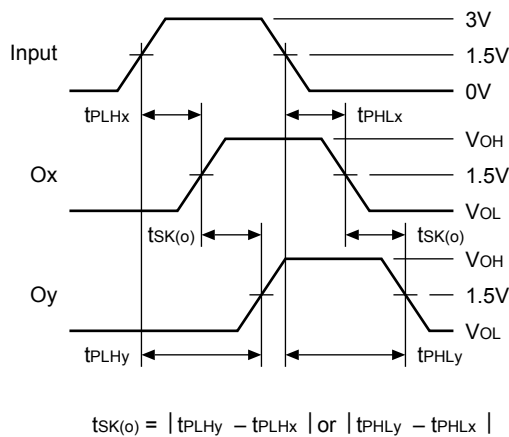 3V
Input
1.5V
0V
tPLHx
tPHLx
VOH
Ox
1.5V
VOL
tSK(o)
tSK(o)
VOH
Oy
1.5V
VOL
tPLHy
tPHLy
tSK(o) = | tPLHy – tPLHx | or | tPHLy – tPHLx |